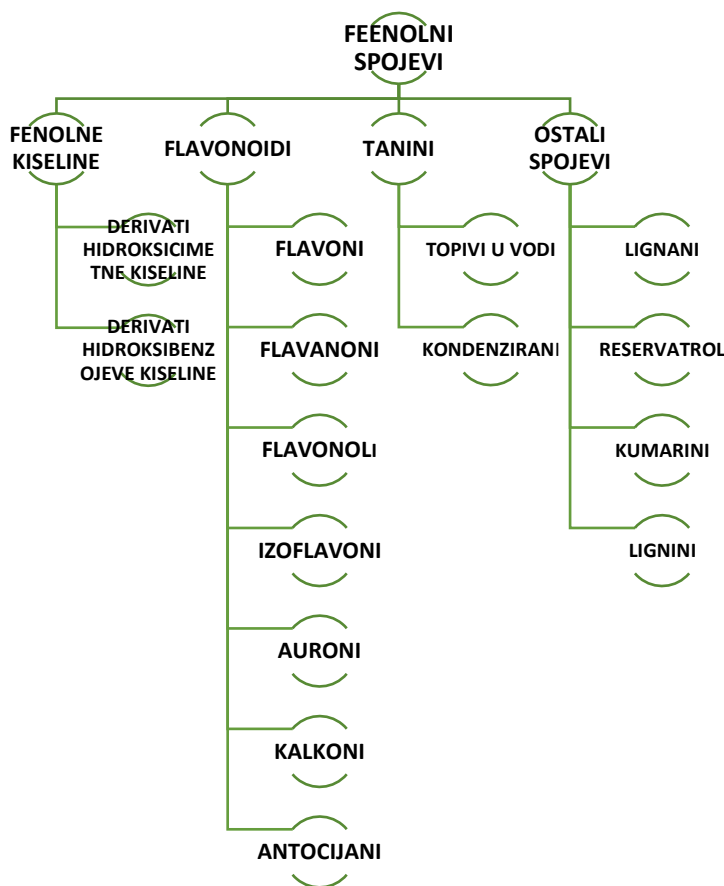 FEENOLNI
SPOJEVI
FENOLNE
KISELINE
DERIVATI
HIDROKSICIME
TNE KISELINE
DERIVATI
HIDROKSIBENZ
OJEVE KISELINE
FLAVONOIDI
FLAVONI
FLAVANONI
FLAVONOLI
IZOFLAVONI
AURONI
KALKONI
ANTOCIJANI
TANINI
TOPIVI U VODI
KONDENZIRANI
OSTALI
SPOJEVI
LIGNANI
RESERVATROL
KUMARINI
LIGNINI